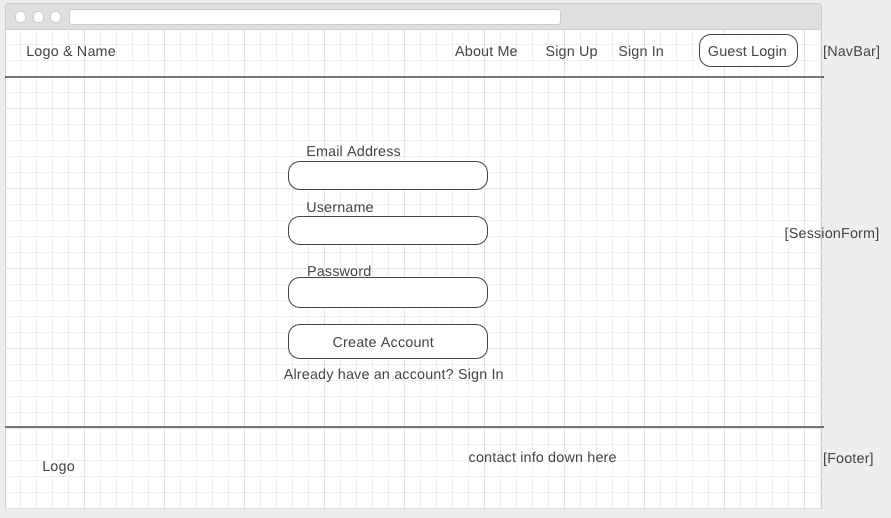 Logo & Name About Me Sign Up Sign In Guest Login [NavBar]
Email Address
Username
[SessionForm]
Password
Create Account
Already have an account? Sign In
Logo contact info down here [Footer]